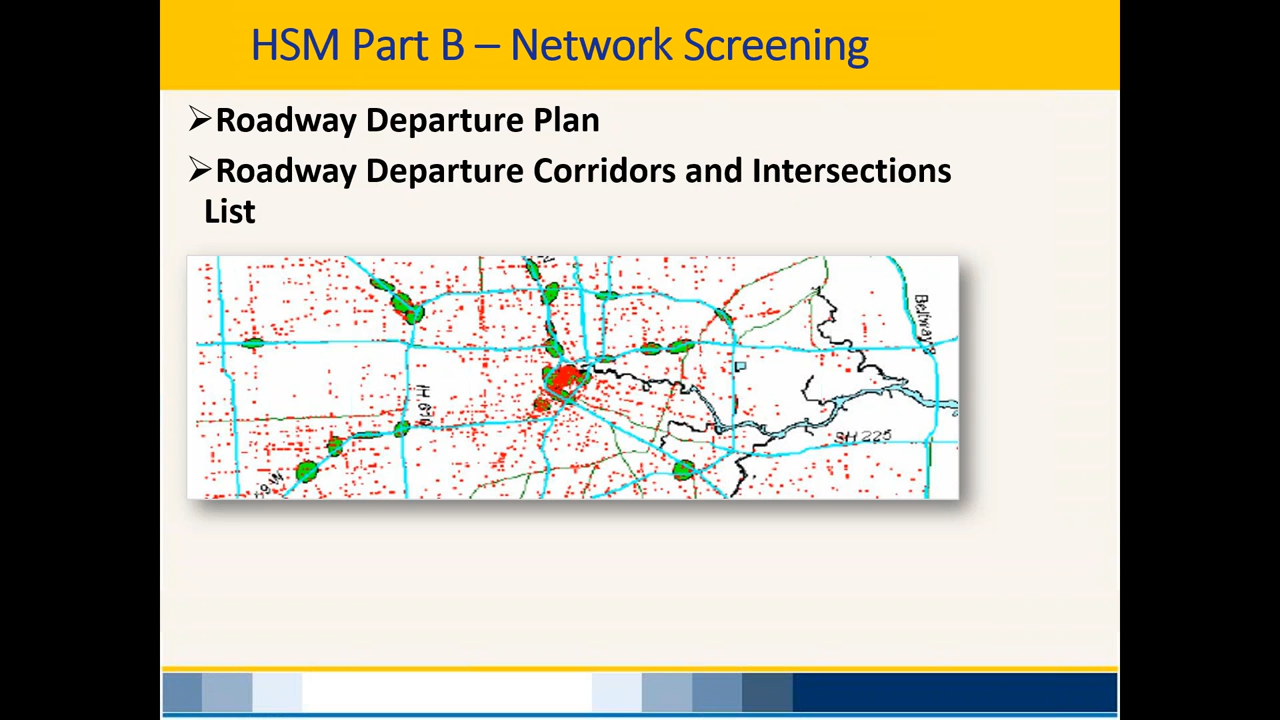 HSM Part B – Network Screening
➢Roadway Departure Plan
➢Roadway Departure Corridors and Intersections
List
Beltway 8
IH 610
SH 225